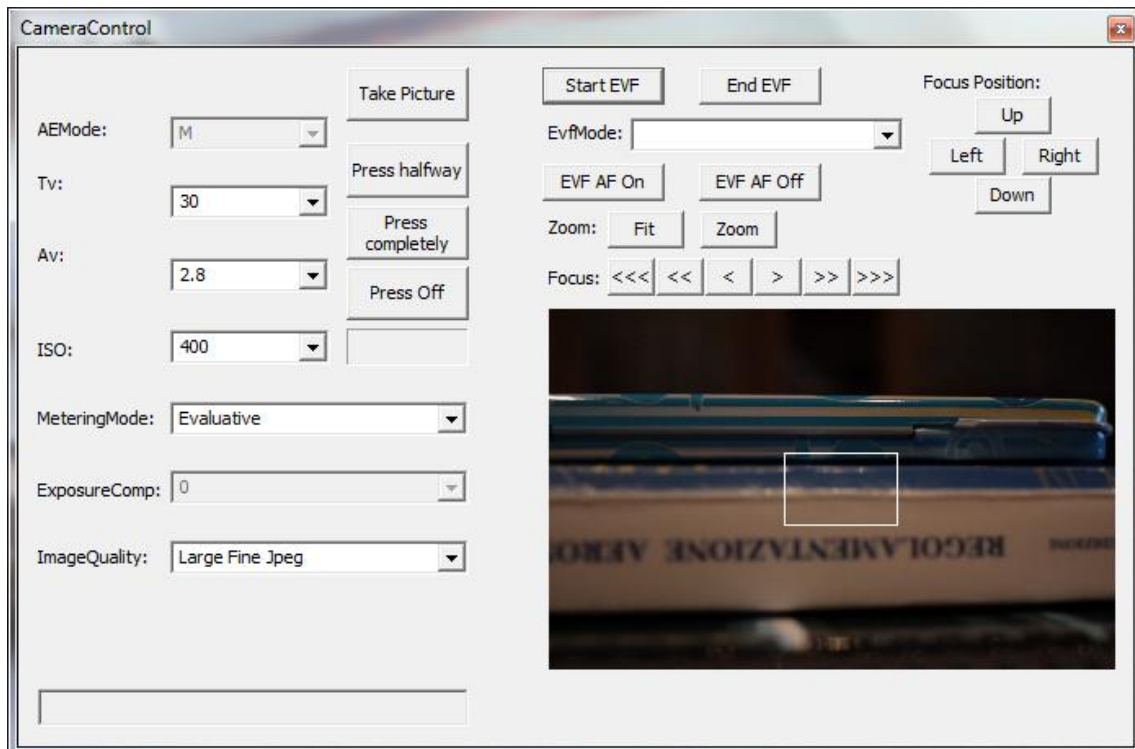 CameraControl
AEMode:
M
Tv:
30
Av:
2.8
ISO:
400
MeteringMode:
Evaluative
ExposureComp:
0
ImageQuality:
Large Fine Jpeg
Take Picture
Press halfway
Press
completely
Press Off
Start EVF
End EVF
EvfMode:
EVF AF On
EVF AF Off
Zoom:
Fit
Zoom
Focus:
<<<
<<
<
>
>>
>>>
Focus Position:
Up
Left
Right
Down
REGOLAMENTAZIONE